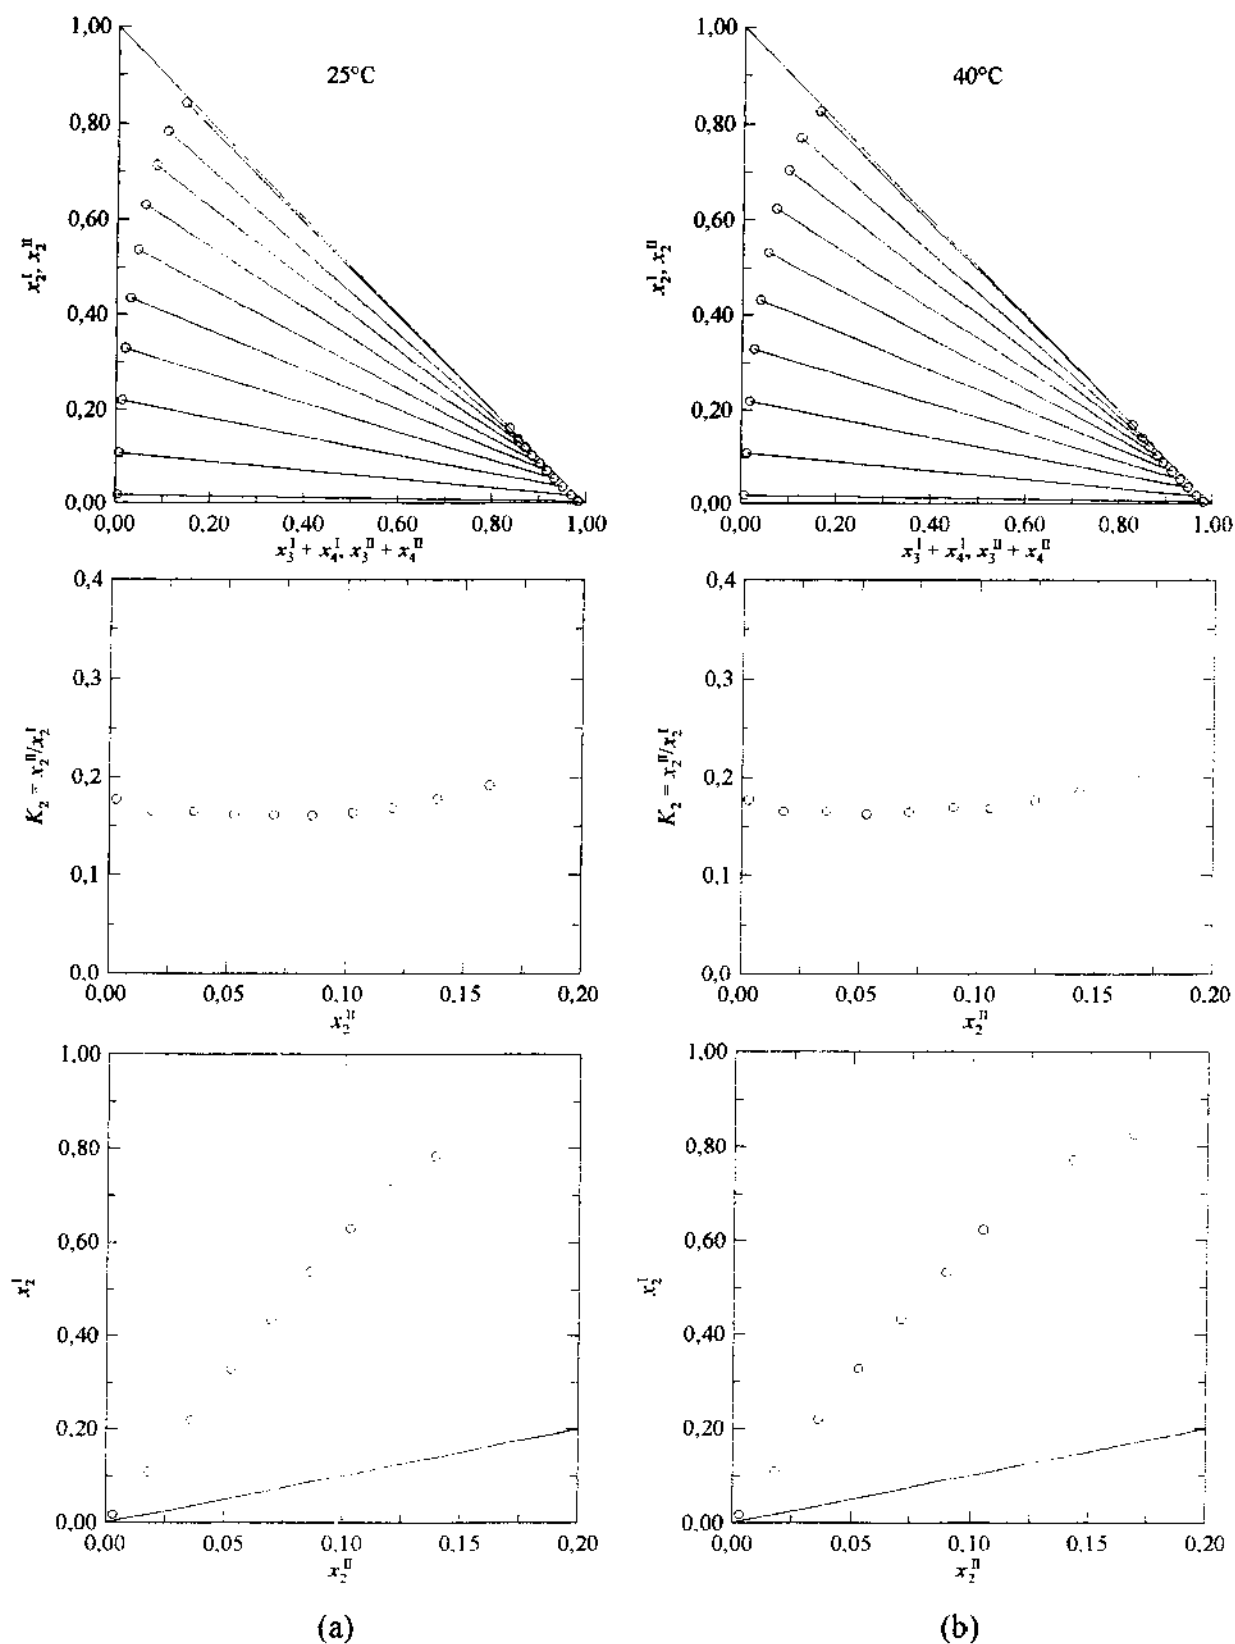 1,00
25°C
0,80
0,60
x₂ᴵ, x₂ᴵᴵ
0,40
0,20
0,00
0,00 0,20 0,40 0,60 0,80 1,00
x₃ᴵ + x₄ᴵ, x₃ᴵᴵ + x₄ᴵᴵ
1,00
40°C
0,80
0,60
x₂ᴵ, x₂ᴵᴵ
0,40
0,20
0,00
0,00 0,20 0,40 0,60 0,80 1,00
x₃ᴵ + x₄ᴵ, x₃ᴵᴵ + x₄ᴵᴵ
0,4
0,3
K₂ = x₂ᴵᴵ/x₂ᴵ
0,2
0,1
0,0
0,00 0,05 0,10 0,15 0,20
x₂ᴵᴵ
0,4
0,3
K₂ = x₂ᴵᴵ/x₂ᴵ
0,2
0,1
0,0
0,00 0,05 0,10 0,15 0,20
x₂ᴵᴵ
1,00
0,80
0,60
x₂ᴵ
0,40
0,20
0,00
0,00 0,05 0,10 0,15 0,20
x₂ᴵᴵ
1,00
0,80
0,60
x₂ᴵ
0,40
0,20
0,00
0,00 0,05 0,10 0,15 0,20
x₂ᴵᴵ
(a)
(b)